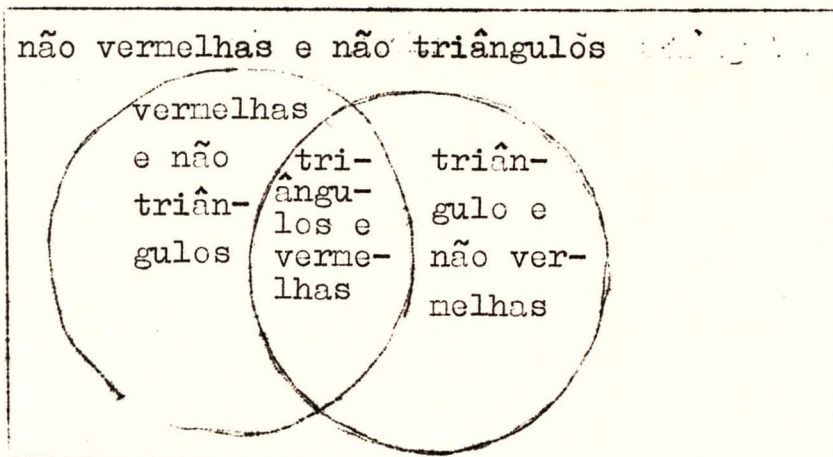 não vermelhas e não triângulos
vermelhas
e não
triân-
gulos
tri-
ângu-
los e
verme-
lhas
triân-
gulo e
não ver-
melhas